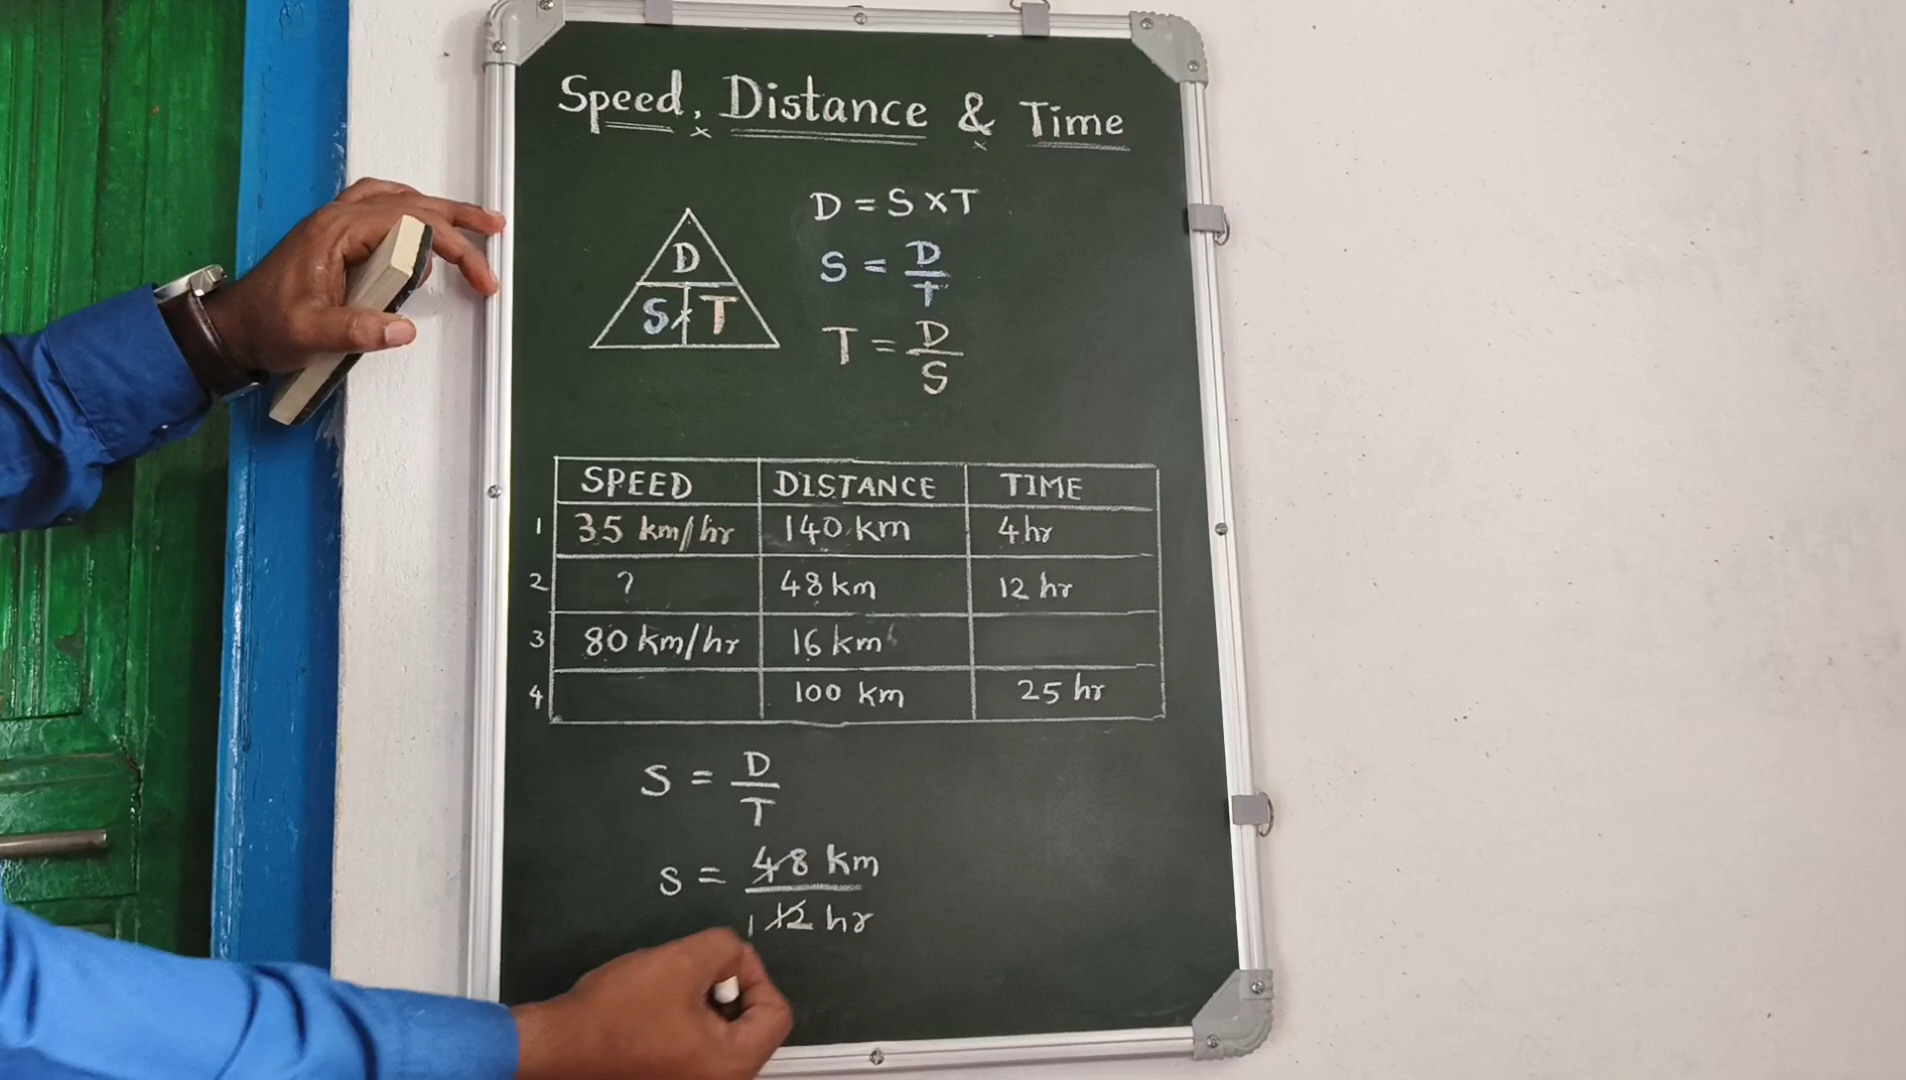 Speed, Distance & Time
D = S × T
S = D/T
T = D/S
D
S × T
SPEED DISTANCE TIME
1 35 km/hr 140 km 4 hr
2 ? 48 km 12 hr
3 80 km/hr 16 km
4 100 km 25 hr
S = D/T
S = 48 km / 1 12 hr